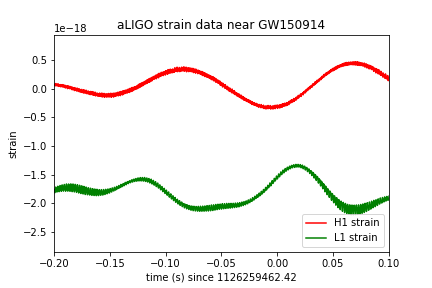 aLIGO strain data near GW150914
1e−18
0.5
0.0
−0.5
−1.0
−1.5
−2.0
−2.5
strain
H1 strain
L1 strain
−0.20 −0.15 −0.10 −0.05 0.00 0.05 0.10
time (s) since 1126259462.42